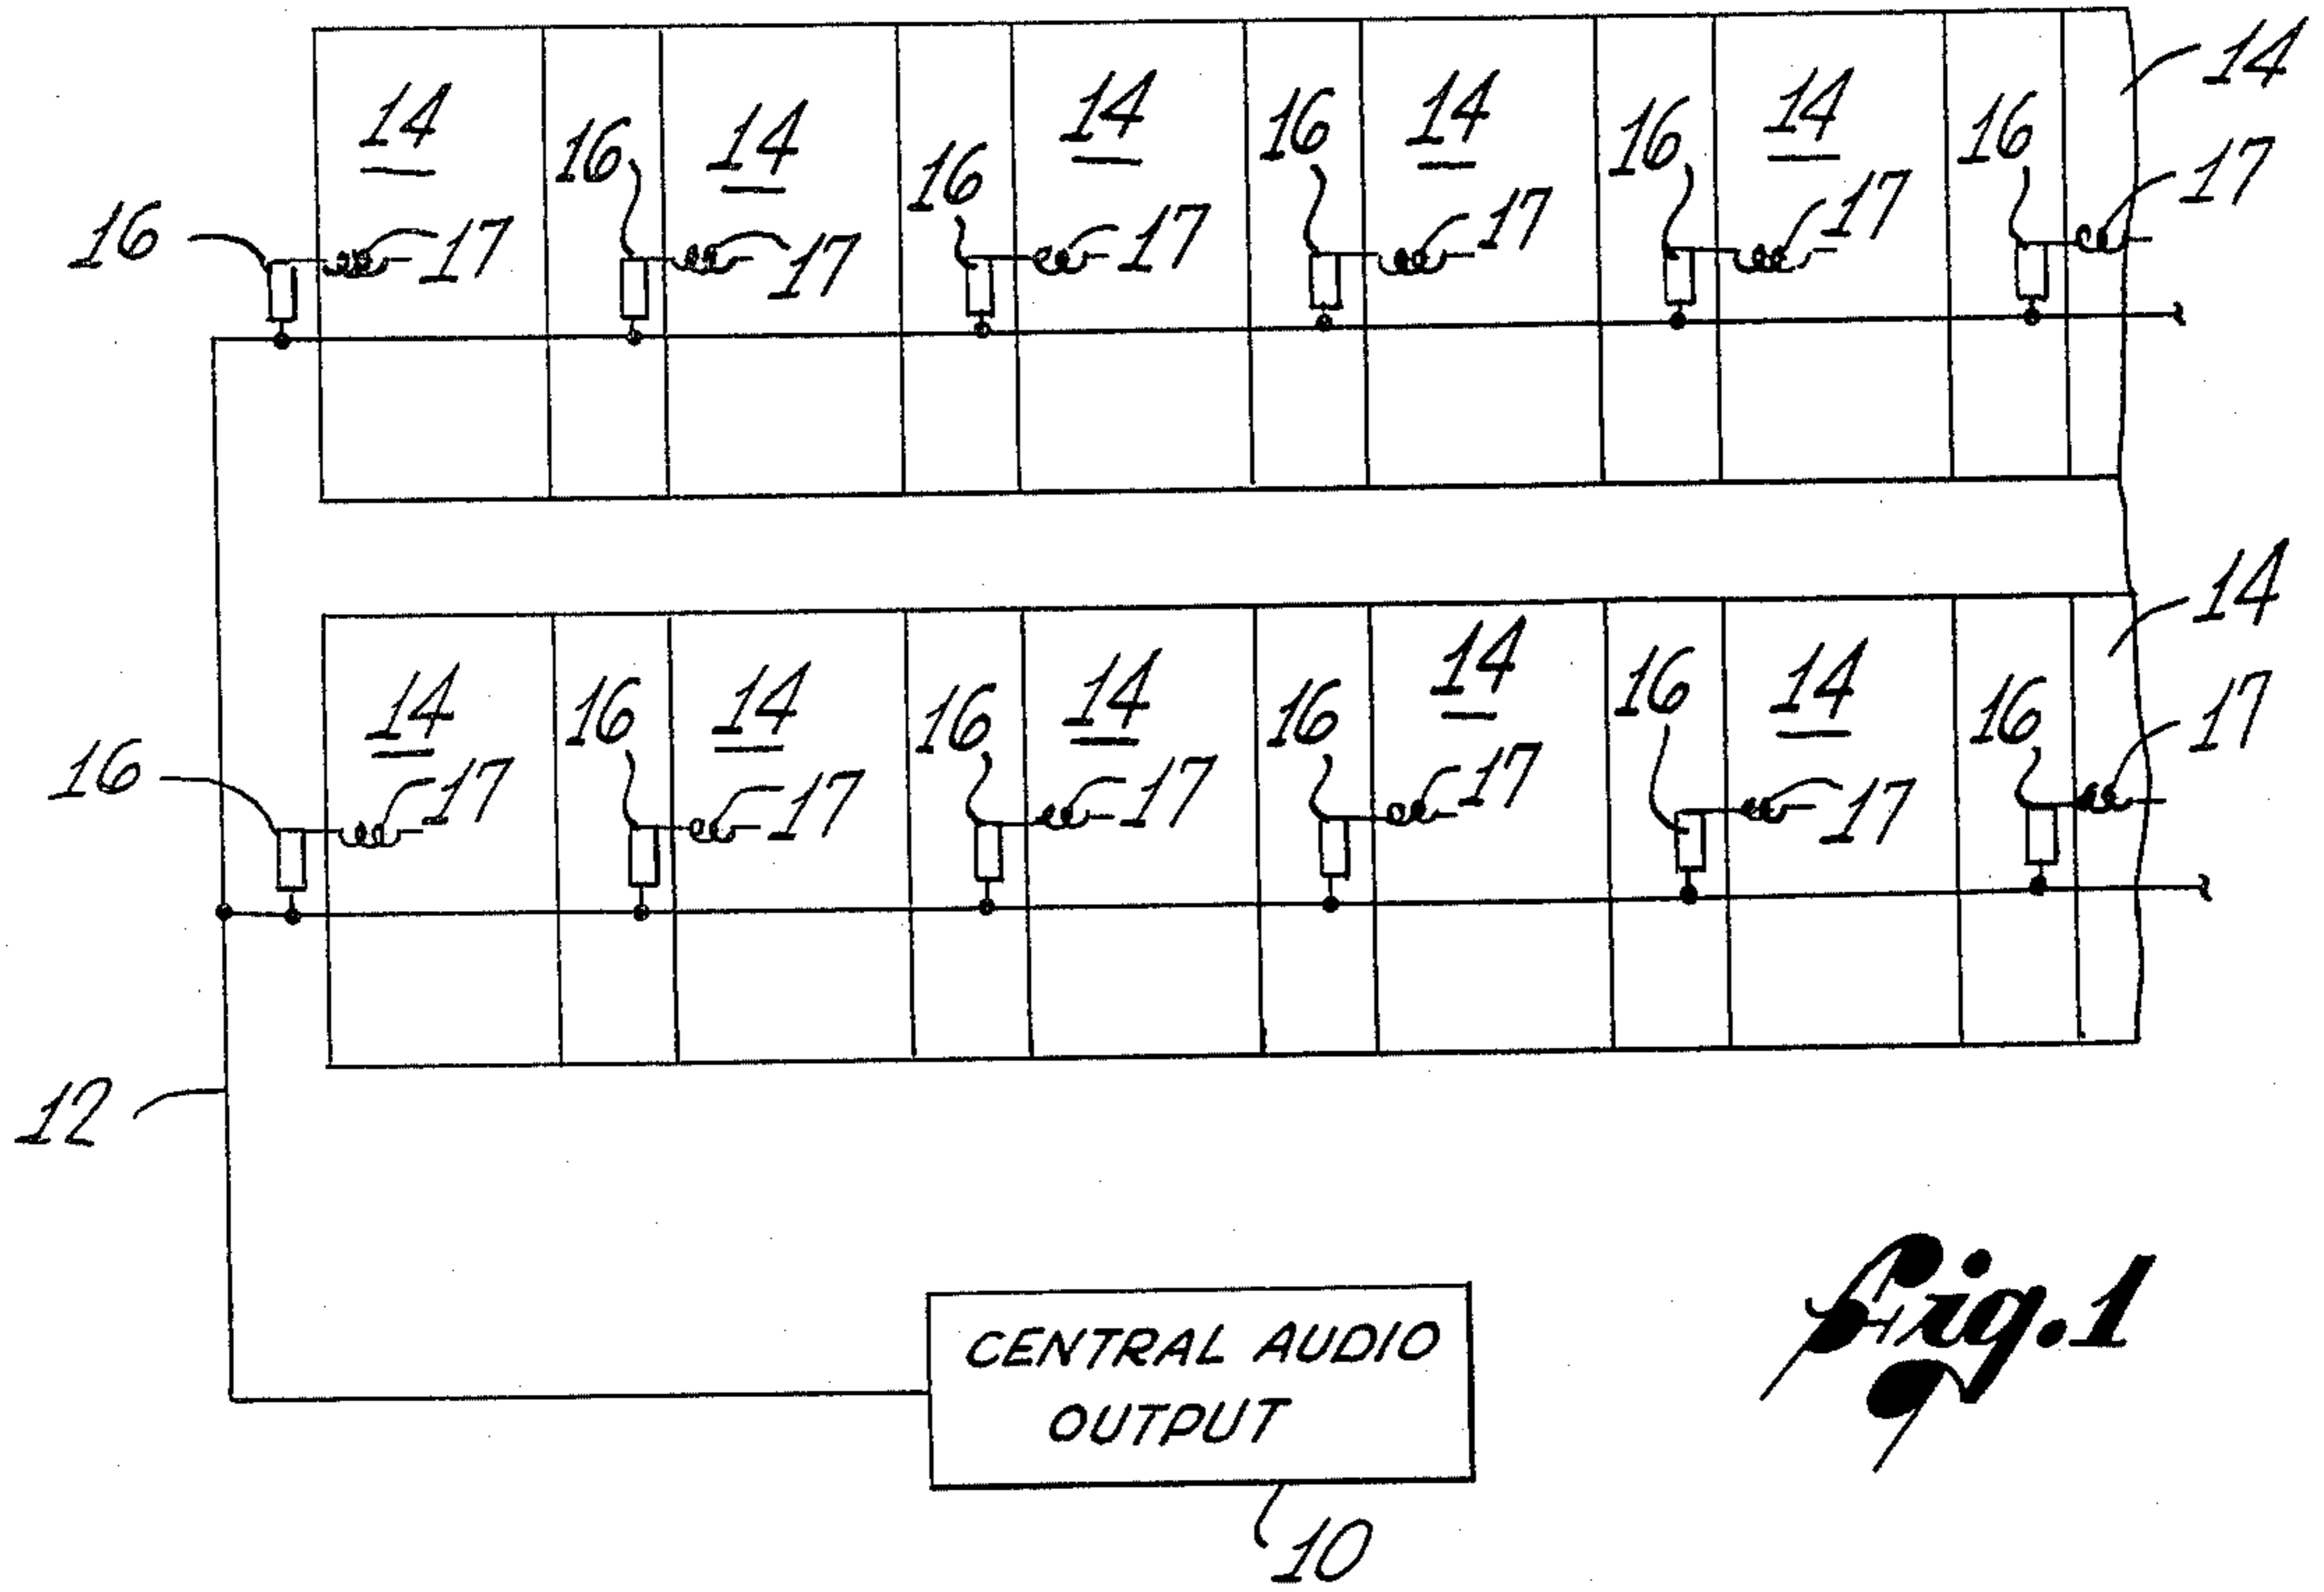 14 14 14 14 14 14
16 16 16 16 16 16
17 17 17 17 17 17
14 14 14 14 14 14
16 16 16 16 16 16
17 17 17 17 17 17
12
CENTRAL AUDIO
OUTPUT
10
Fig.1